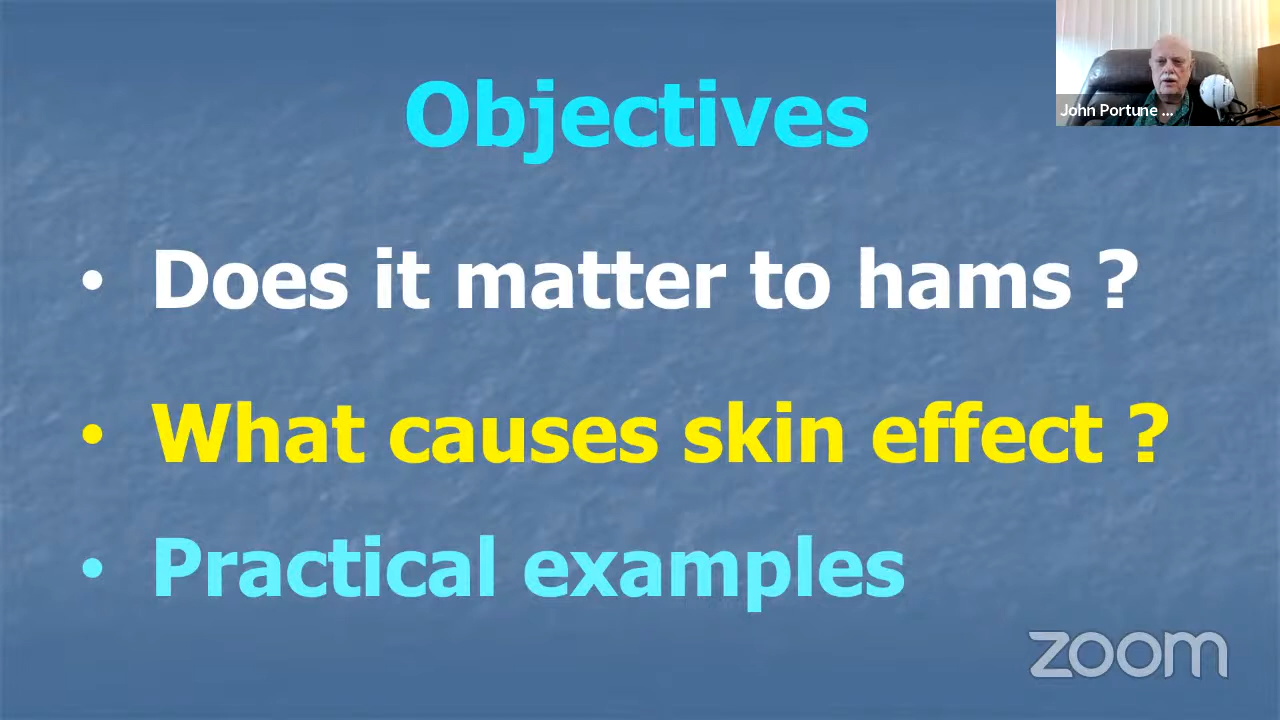 Objectives
John Portune ...
• Does it matter to hams ?
• What causes skin effect ?
• Practical examples
zoom